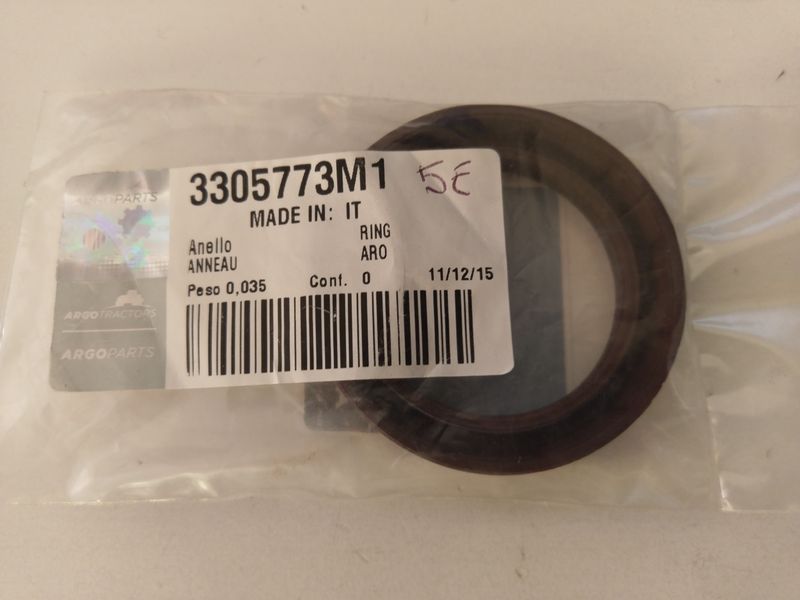 3305773M1
5E
MADE IN: IT
Anello RING
ANNEAU ARO
Peso 0,035 Conf. 0 11/12/15
ARGOPARTS
ARGOTRACTORS
ARGOPARTS